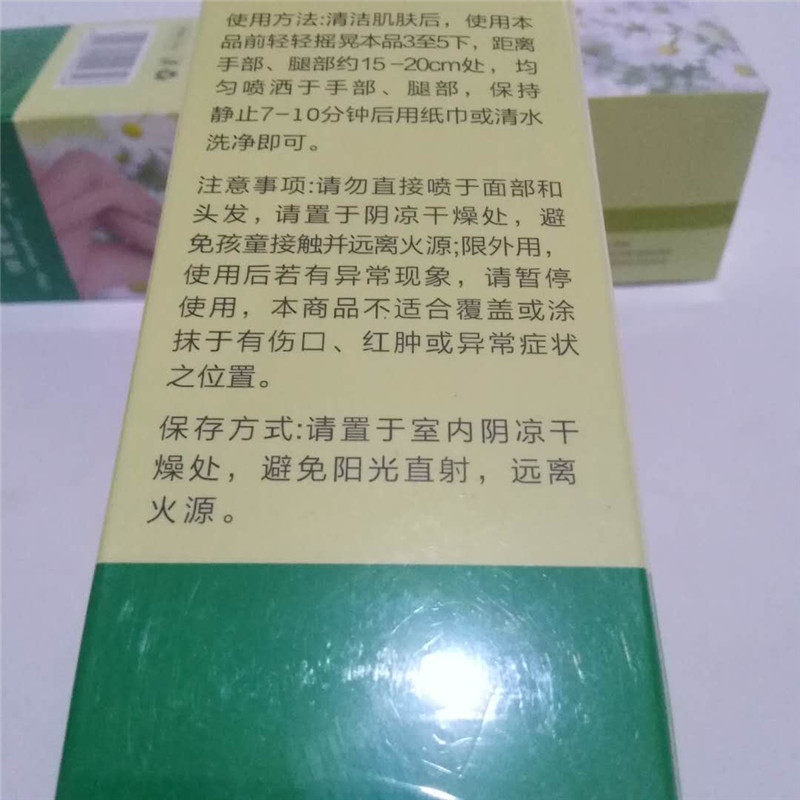 使用方法:清洁肌肤后，使用本
品前轻轻摇晃本品3至5下，距离
手部、腿部约15-20cm处，均
匀喷洒于手部、腿部，保持
静止7-10分钟后用纸巾或清水
洗净即可。
注意事项:请勿直接喷于面部和
头发，请置于阴凉干燥处，避
免孩童接触并远离火源;限外用，
使用后若有异常现象，请暂停
使用，本商品不适合覆盖或涂
抹于有伤口、红肿或异常症状
之位置。
保存方式:请置于室内阴凉干
燥处，避免阳光直射，远离
火源。